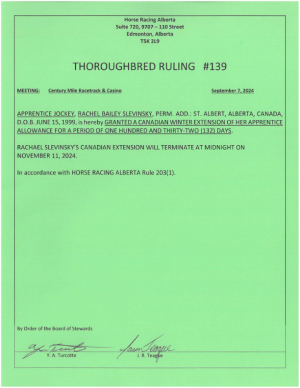 Horse Racing Alberta
Suite 720, 9707 – 110 Street
Edmonton, Alberta
T5K 2L9
THOROUGHBRED RULING #139
MEETING: Century Mile Racetrack & Casino September 7, 2024
APPRENTICE JOCKEY, RACHEL BAILEY SLEVINSKY, PERM. ADD.: ST. ALBERT, ALBERTA, CANADA,
D.O.B. JUNE 15, 1999, is hereby GRANTED A CANADIAN WINTER EXTENSION OF HER APPRENTICE
ALLOWANCE FOR A PERIOD OF ONE HUNDRED AND THIRTY-TWO (132) DAYS.
RACHAEL SLEVINSKY'S CANADIAN EXTENSION WILL TERMINATE AT MIDNIGHT ON
NOVEMBER 11, 2024.
In accordance with HORSE RACING ALBERTA Rule 203(1).
By Order of the Board of Stewards
Y. A. Turcotte J. R. Teague